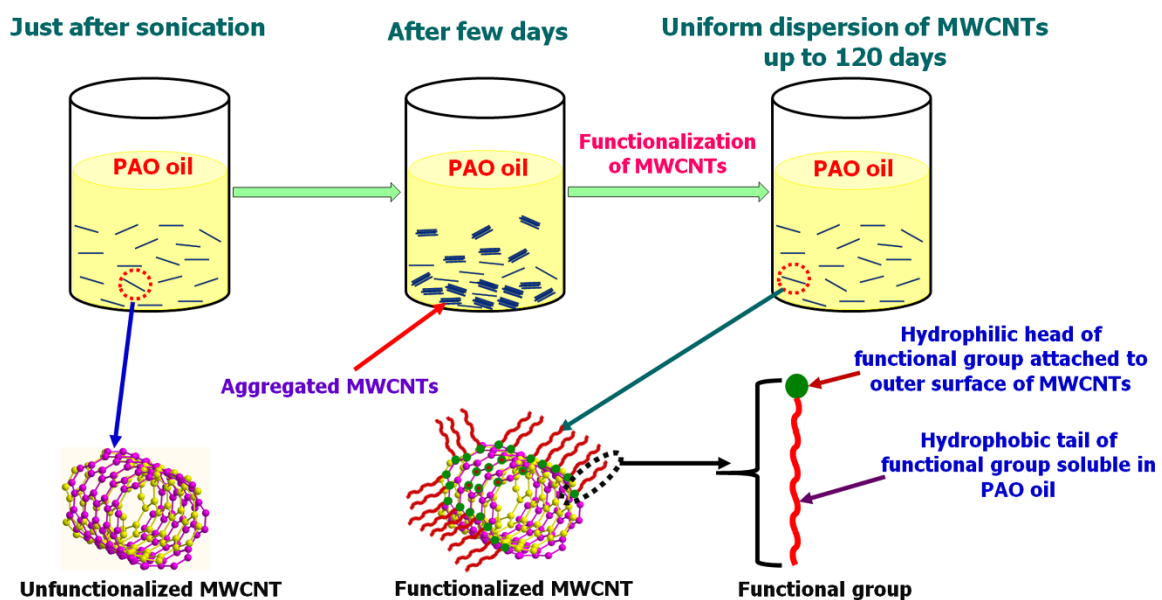 Just after sonication
After few days
Uniform dispersion of MWCNTs
up to 120 days
PAO oil
PAO oil
Functionalization
of MWCNTs
PAO oil
Aggregated MWCNTs
Hydrophilic head of
functional group attached to
outer surface of MWCNTs
Hydrophobic tail of
functional group soluble in
PAO oil
Unfunctionalized MWCNT
Functionalized MWCNT
Functional group